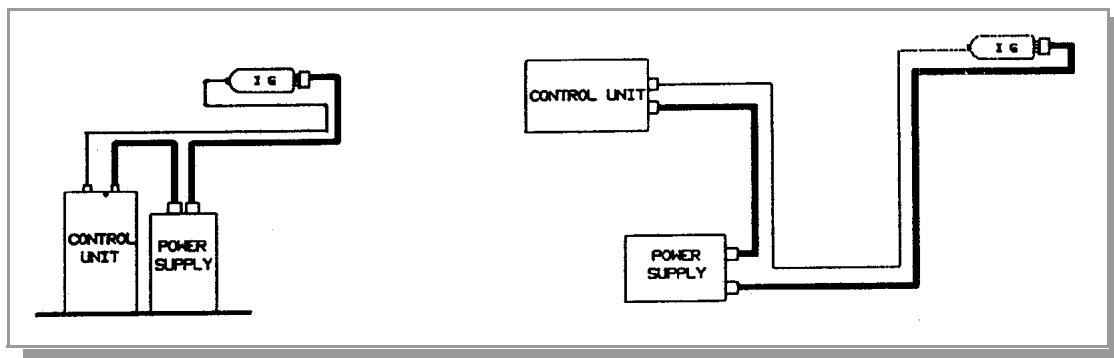 I G
CONTROL
UNIT
POWER
SUPPLY
I G
CONTROL UNIT
POWER
SUPPLY